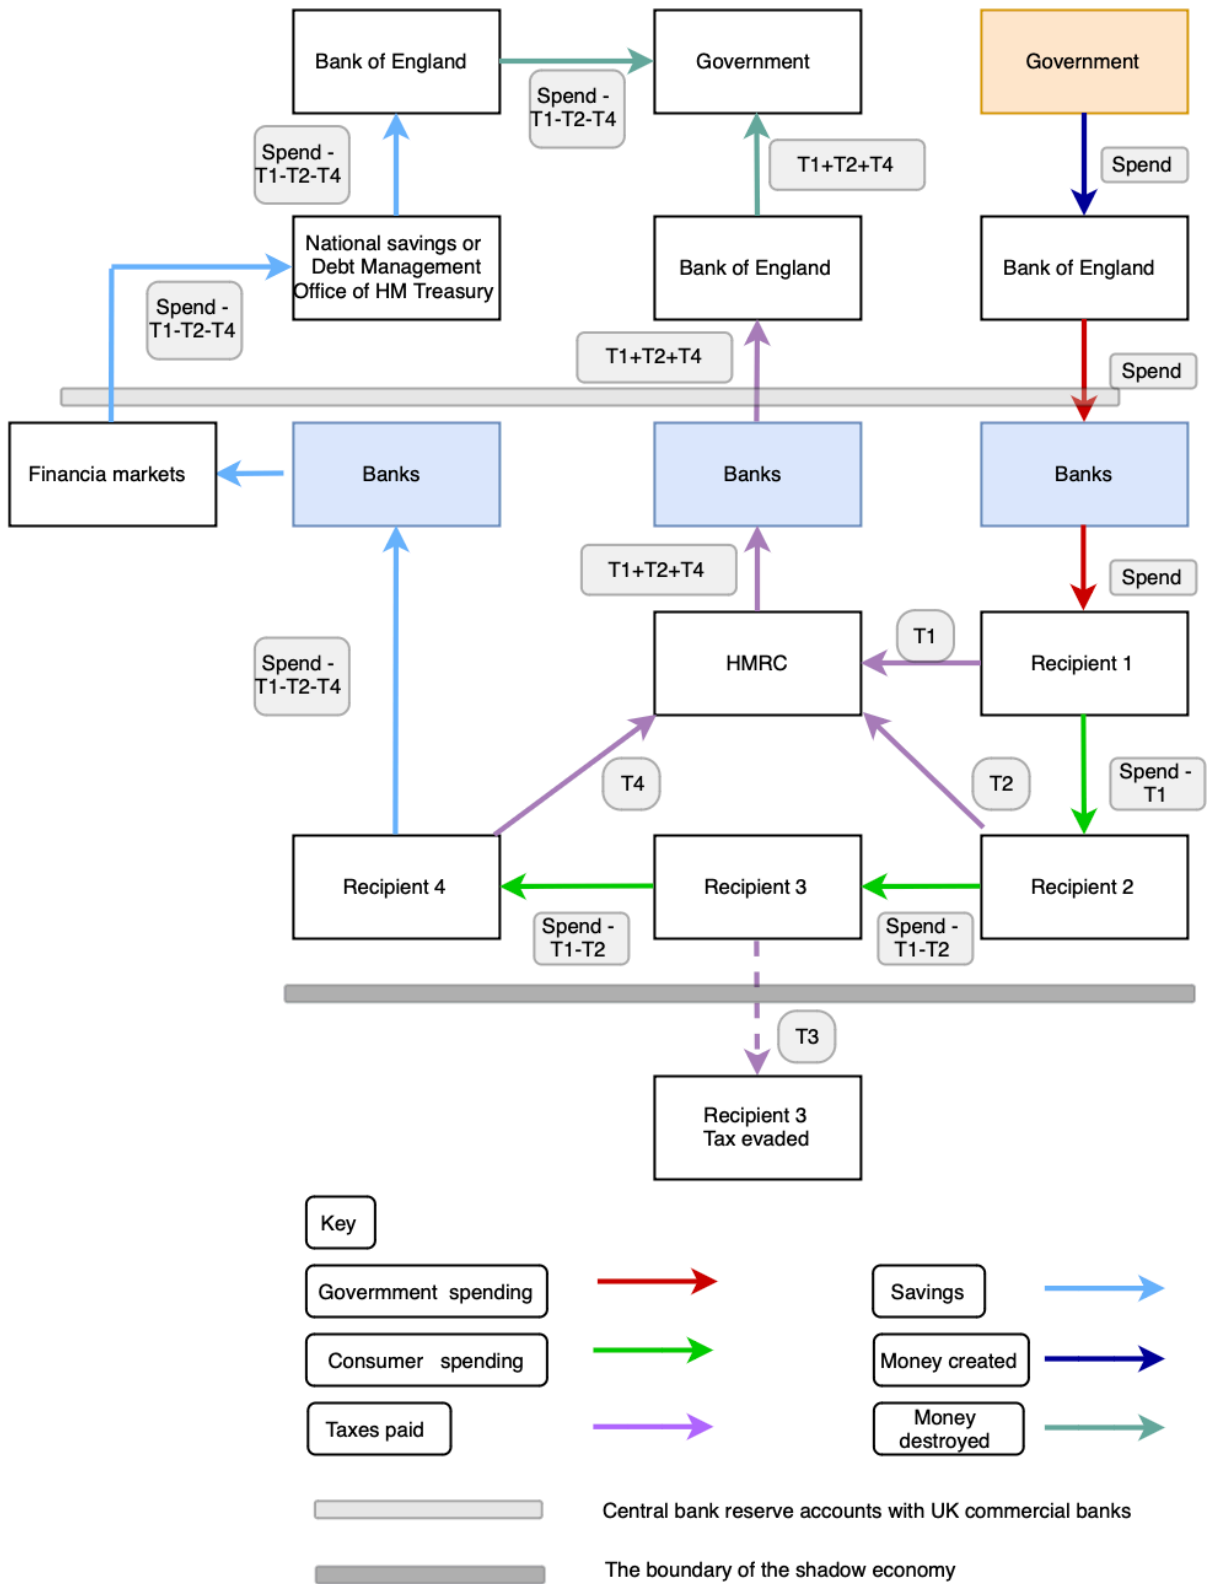 Bank of England
Government
Government
Spend -
T1-T2-T4
Spend -
T1-T2-T4
T1+T2+T4
Spend
National savings or
Debt Management
Office of HM Treasury
Bank of England
Bank of England
Spend -
T1-T2-T4
T1+T2+T4
Spend
Financia markets
Banks
Banks
Banks
T1+T2+T4
Spend
Spend -
T1-T2-T4
HMRC
T1
Recipient 1
T4
T2
Spend -
T1
Recipient 4
Recipient 3
Recipient 2
Spend -
T1-T2
Spend -
T1-T2
T3
Recipient 3
Tax evaded
Key
Govermment spending
Savings
Consumer spending
Money created
Taxes paid
Money
destroyed
Central bank reserve accounts with UK commercial banks
The boundary of the shadow economy